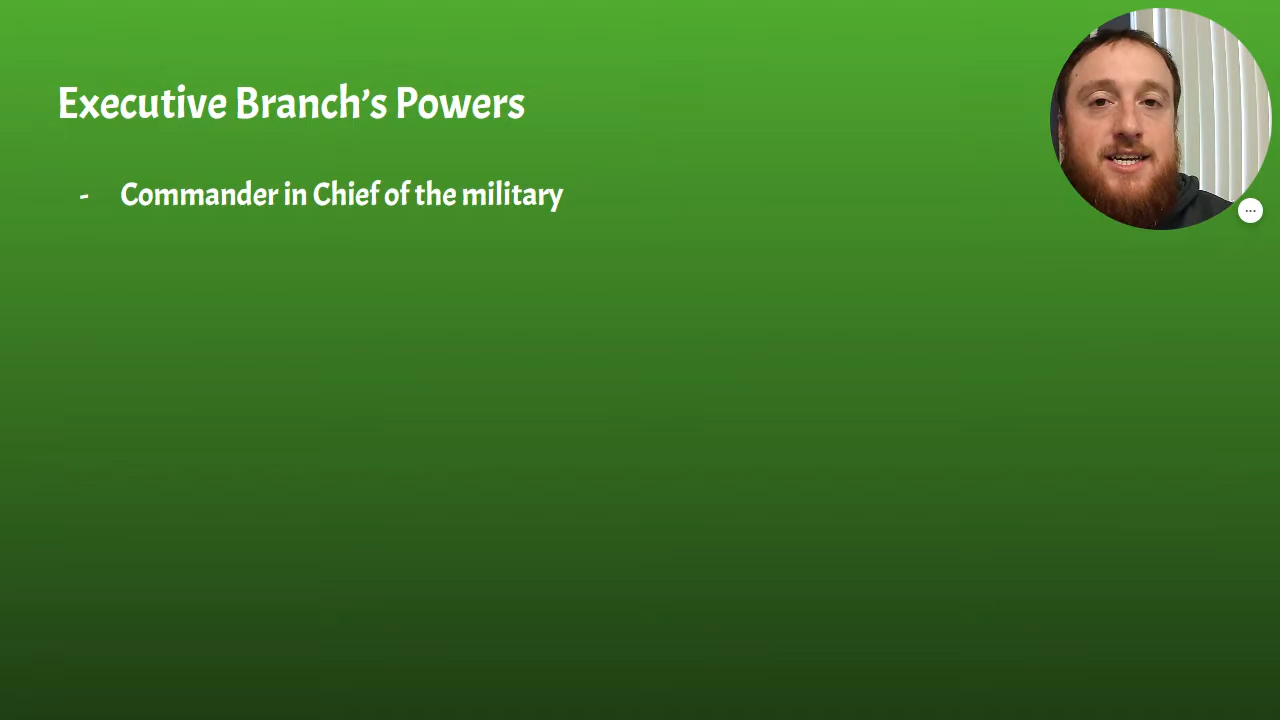 Executive Branch’s Powers
- Commander in Chief of the military